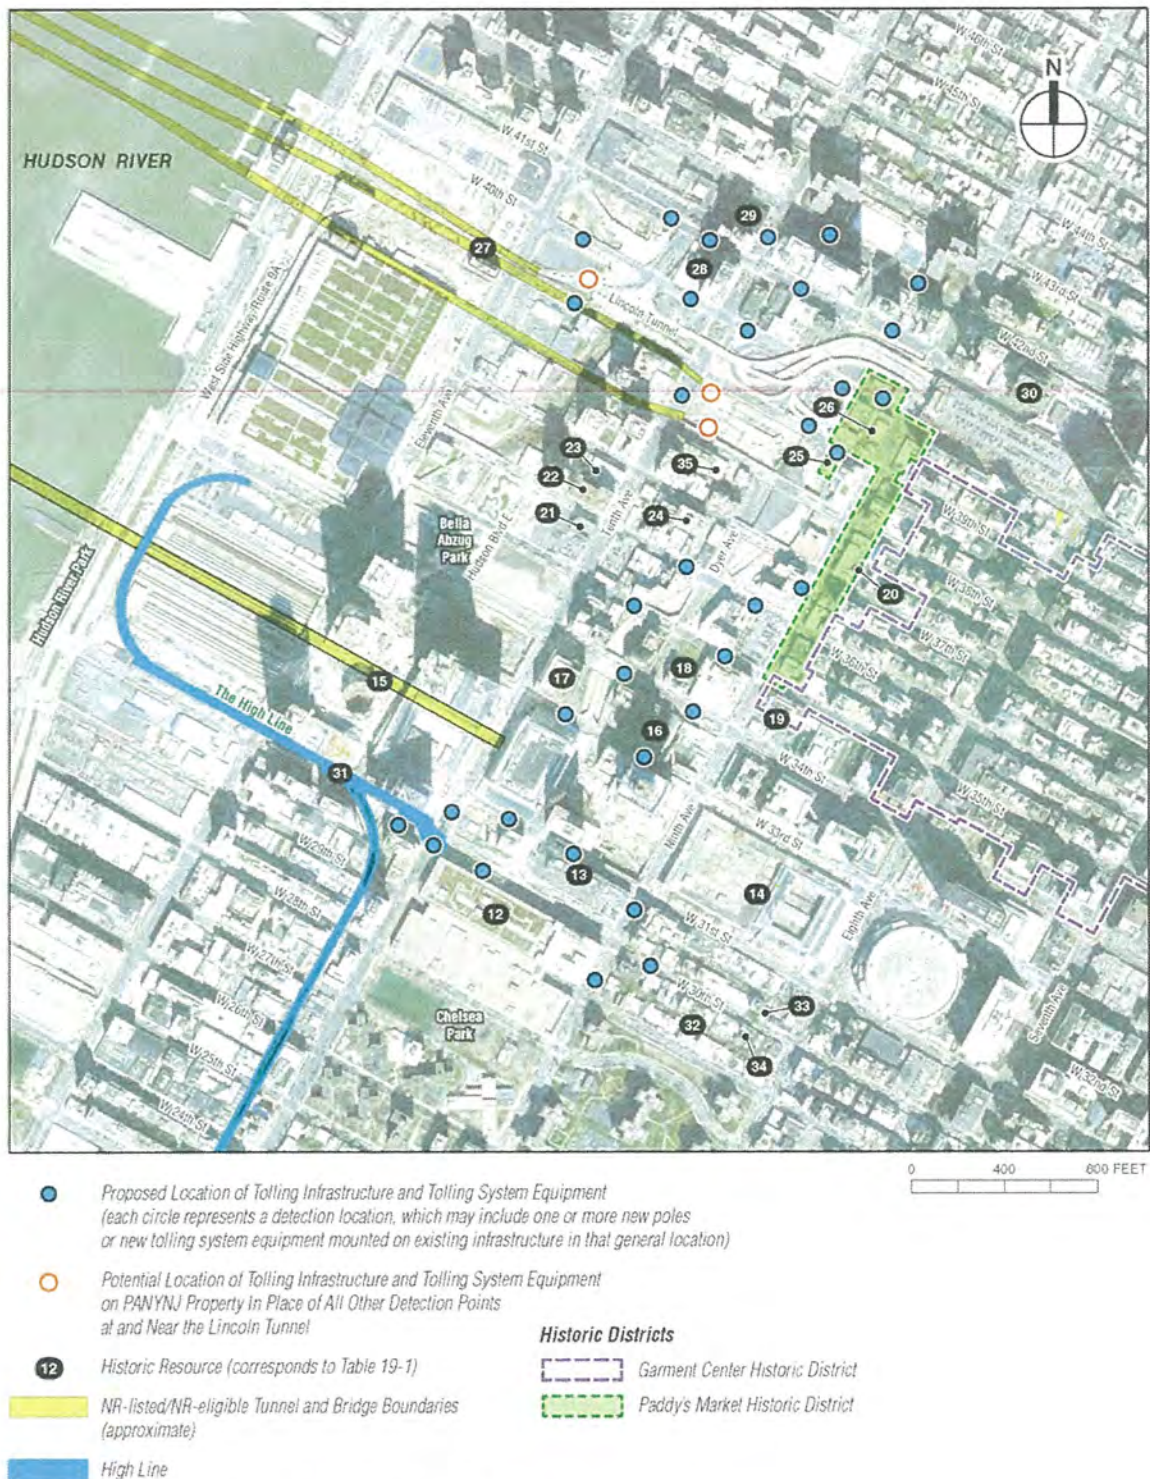 N
W. 46th St
W. 45th St
W. 44th St
W. 43rd St
W. 42nd St
W. 41st St
W. 40th St
HUDSON RIVER
29
27
28
West Side Highway/Route 9A
Lincoln Tunnel
Eleventh Ave
30
26
23
35
25
22
21
24
Tenth Ave
Bella
Abzug
Park
Hudson Blvd E
Dyer Ave
W. 39th St
W. 38th St
20
W. 37th St
W. 36th St
Hudson River Park
18
17
15
The High Line
19
16
W. 34th St
W. 35th St
31
Ninth Ave
W. 33rd St
W. 29th St
W. 28th St
13
14
12
W. 31st St
Eighth Ave
W. 27th St
W. 26th St
W. 30th St
Seventh Ave
Chelsea
Park
33
32
W. 25th St
34
W. 32nd St
W. 24th St
0 400 800 FEET
Proposed Location of Tolling Infrastructure and Tolling System Equipment
(each circle represents a detection location, which may include one or more new poles
or new tolling system equipment mounted on existing infrastructure in that general location)
Potential Location of Tolling Infrastructure and Tolling System Equipment
on PANYNJ Property In Place of All Other Detection Points
at and Near the Lincoln Tunnel
12 Historic Resource (corresponds to Table 19-1)
NR-listed/NR-eligible Tunnel and Bridge Boundaries
(approximate)
High Line
Historic Districts
Garment Center Historic District
Paddy's Market Historic District